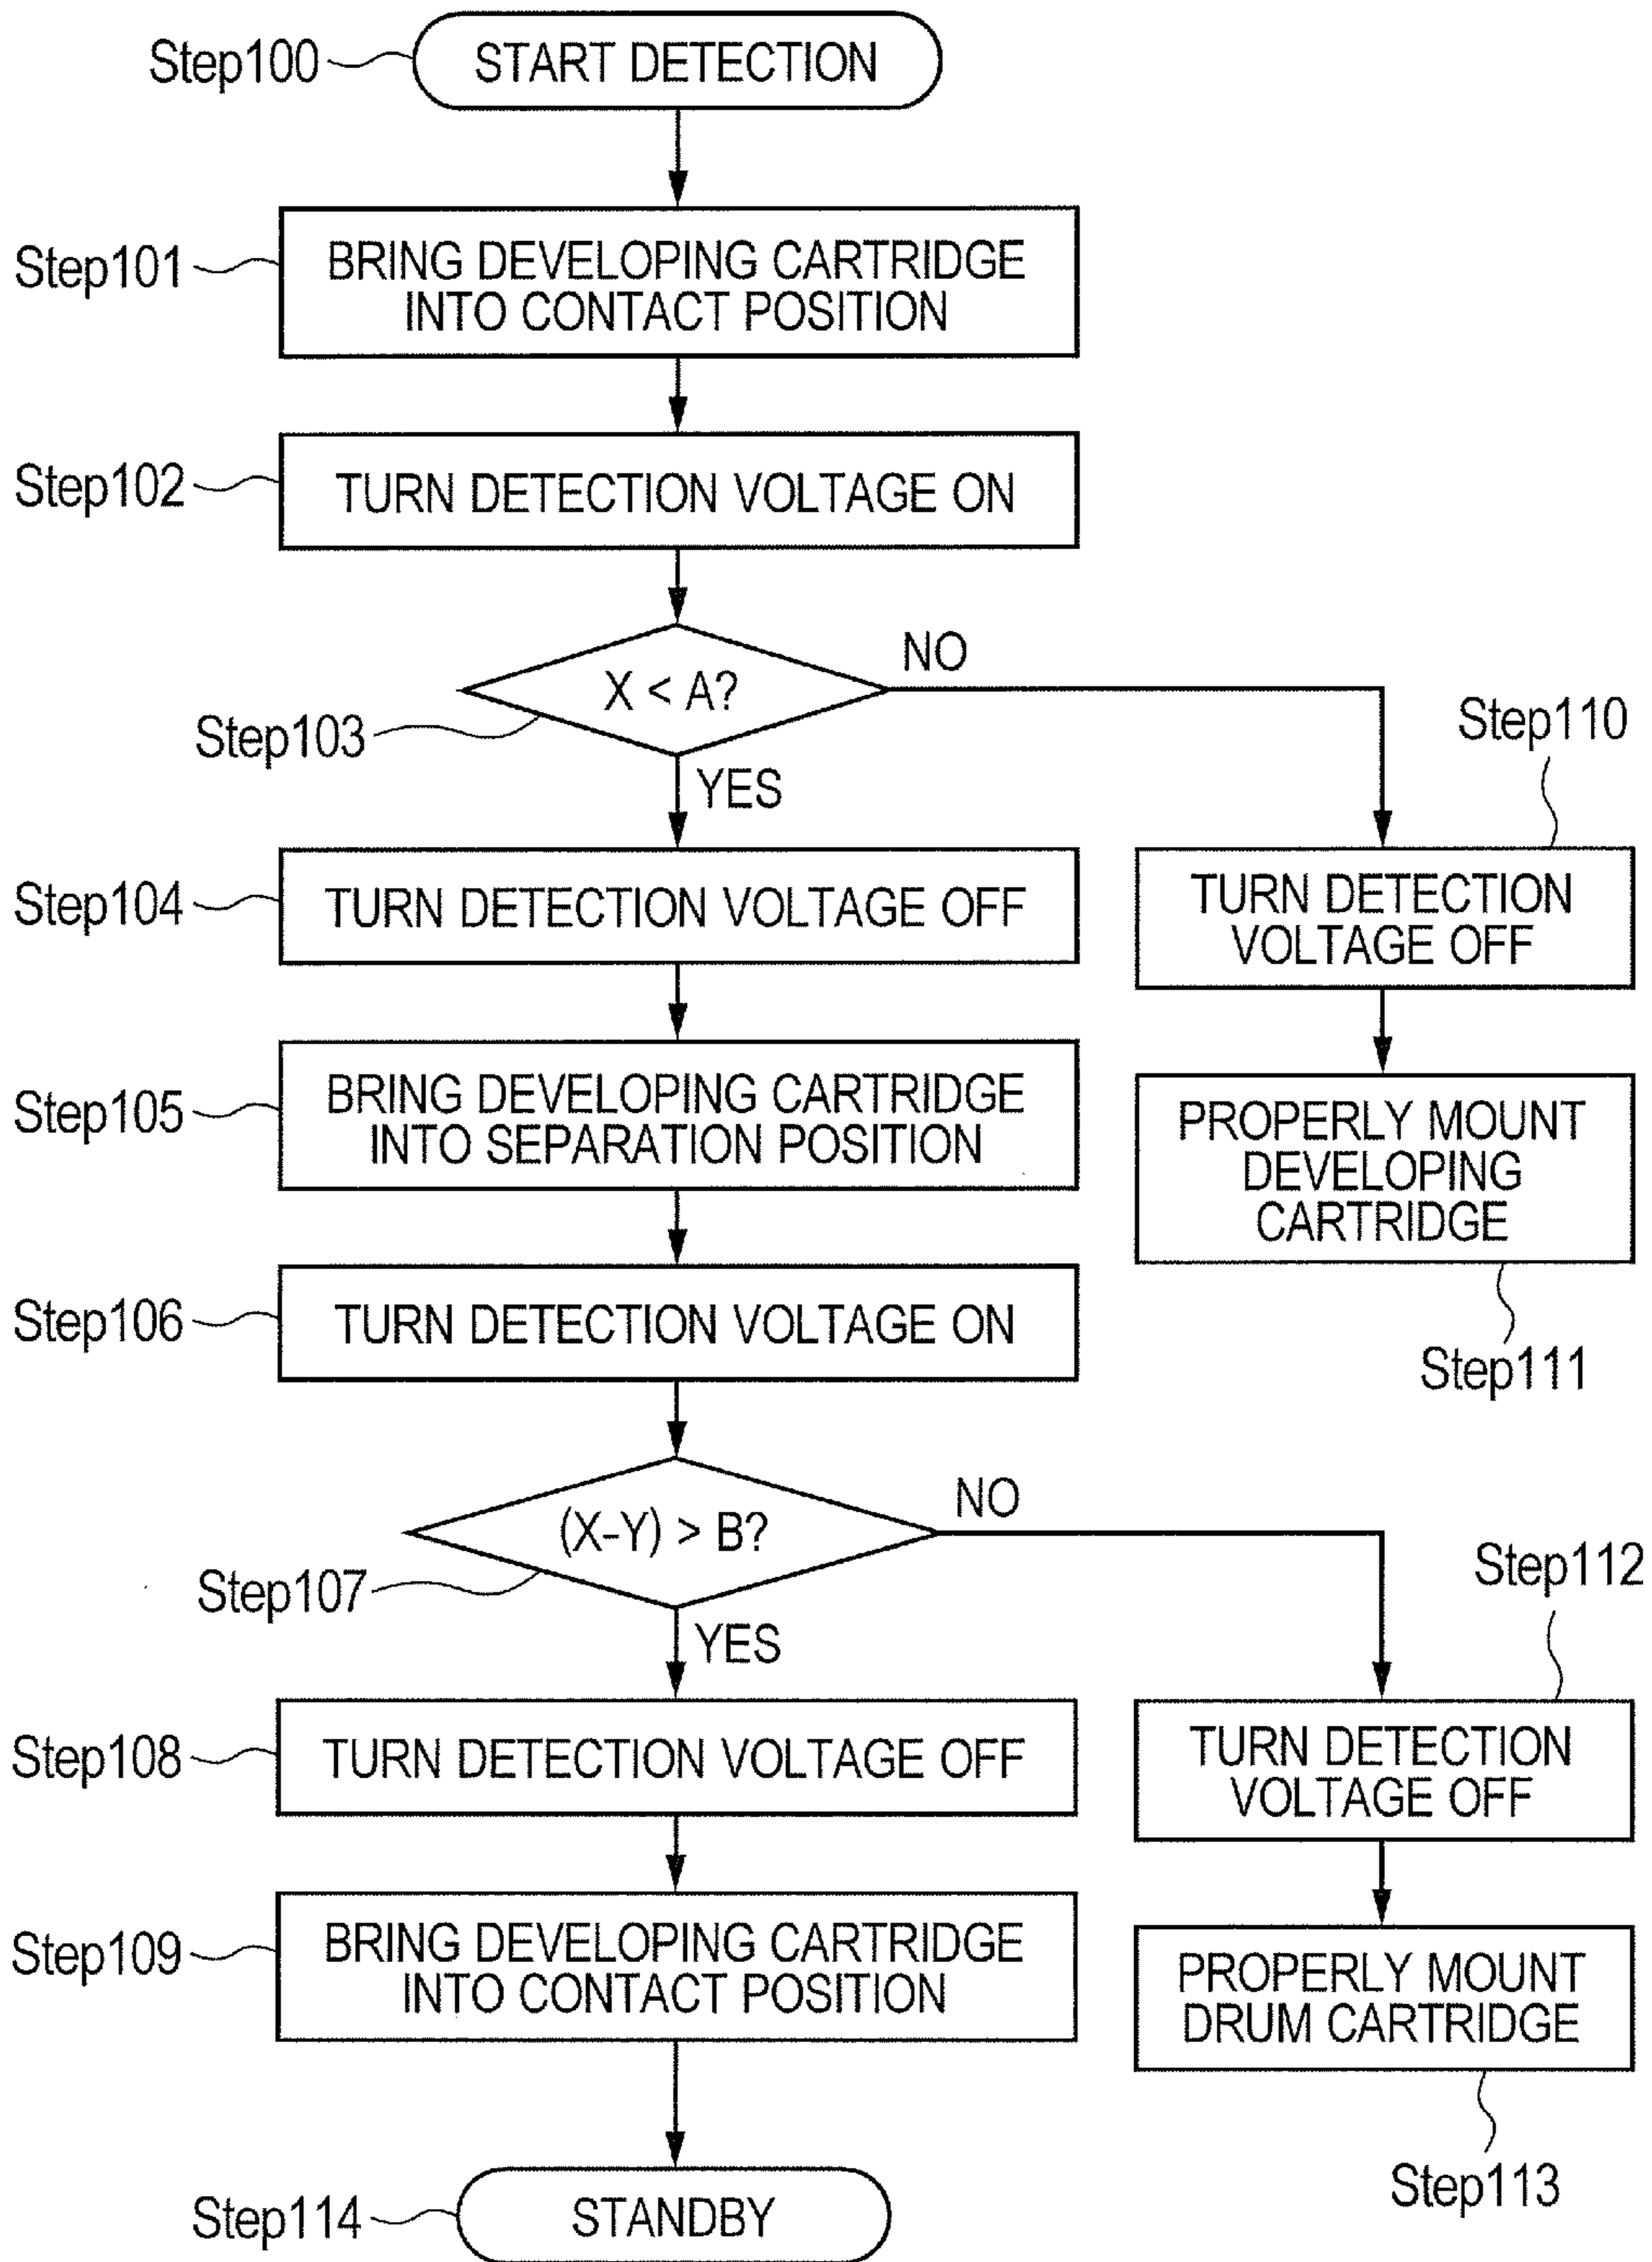 Step100
START DETECTION
Step101
BRING DEVELOPING CARTRIDGE
INTO CONTACT POSITION
Step102
TURN DETECTION VOLTAGE ON
Step103
X < A?
NO
YES
Step110
Step104
TURN DETECTION VOLTAGE OFF
TURN DETECTION
VOLTAGE OFF
Step105
BRING DEVELOPING CARTRIDGE
INTO SEPARATION POSITION
PROPERLY MOUNT
DEVELOPING
CARTRIDGE
Step111
Step106
TURN DETECTION VOLTAGE ON
Step107
(X-Y) > B?
NO
YES
Step112
Step108
TURN DETECTION VOLTAGE OFF
TURN DETECTION
VOLTAGE OFF
Step109
BRING DEVELOPING CARTRIDGE
INTO CONTACT POSITION
PROPERLY MOUNT
DRUM CARTRIDGE
Step113
Step114
STANDBY